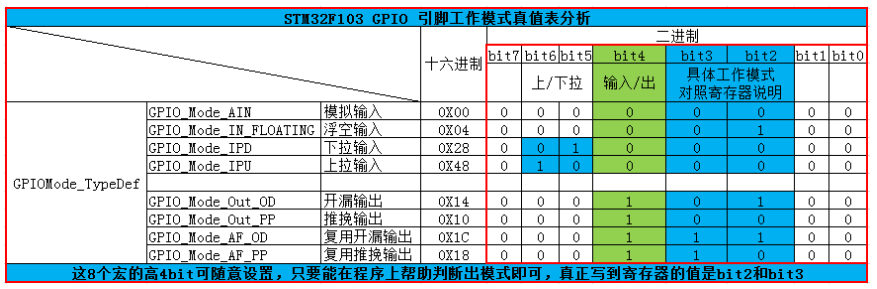 STM32F103 GPIO 引脚工作模式真值表分析
十六进制 二进制
bit7 bit6 bit5 bit4 bit3 bit2 bit1 bit0
上/下拉 输入/出 具体工作模式
对照寄存器说明
GPIOMode_TypeDef
GPIO_Mode_AIN 模拟输入 0X00 0 0 0 0 0 0 0 0
GPIO_Mode_IN_FLOATING 浮空输入 0X04 0 0 0 0 0 1 0 0
GPIO_Mode_IPD 下拉输入 0X28 0 0 1 0 0 0 0 0
GPIO_Mode_IPU 上拉输入 0X48 0 1 0 0 0 0 0 0
GPIO_Mode_Out_OD 开漏输出 0X14 0 0 0 1 0 1 0 0
GPIO_Mode_Out_PP 推挽输出 0X10 0 0 0 1 0 0 0 0
GPIO_Mode_AF_OD 复用开漏输出 0X1C 0 0 0 1 1 1 0 0
GPIO_Mode_AF_PP 复用推挽输出 0X18 0 0 0 1 1 0 0 0
这8个宏的高4bit可随意设置，只要能在程序上帮助判断出模式即可，真正写到寄存器的值是bit2和bit3